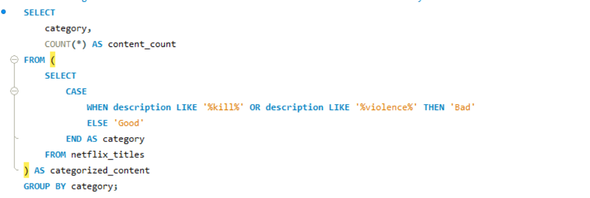 SELECT
category,
COUNT(*) AS content_count
FROM (
SELECT
CASE
WHEN description LIKE '%kill%' OR description LIKE '%violence%' THEN 'Bad'
ELSE 'Good'
END AS category
FROM netflix_titles
) AS categorized_content
GROUP BY category;